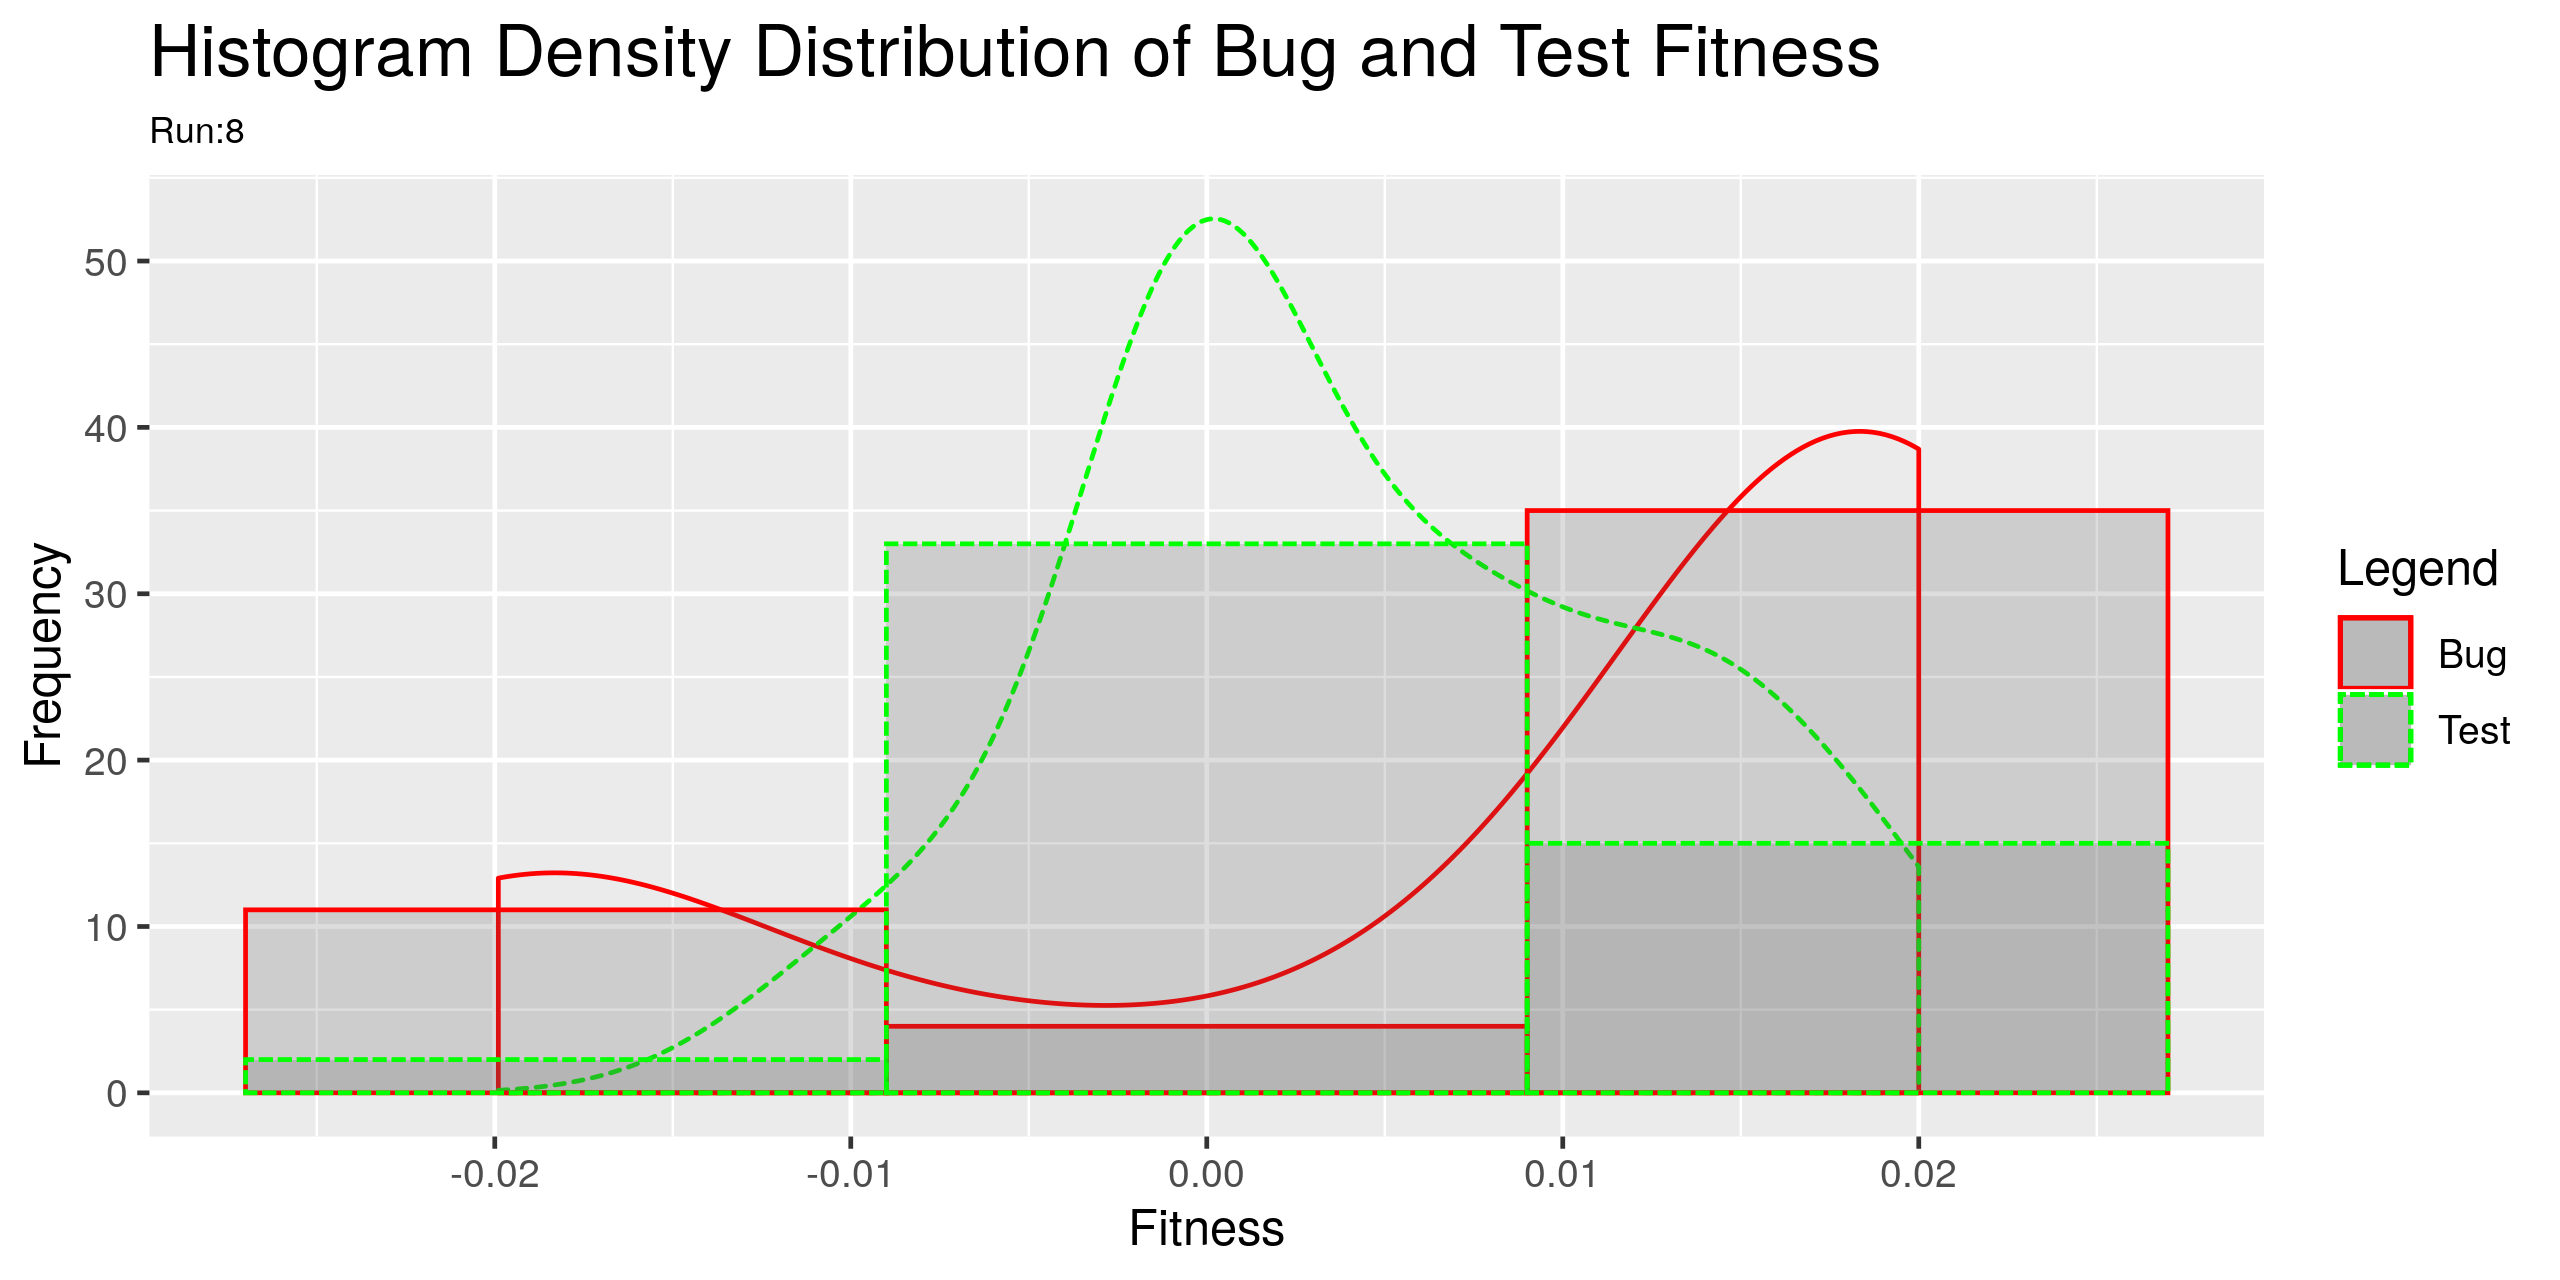 Histogram Density Distribution of Bug and Test Fitness
Run:8
Frequency
50
40
30
20
10
0
-0.02
-0.01
0.00
0.01
0.02
Fitness
Legend
Bug
Test